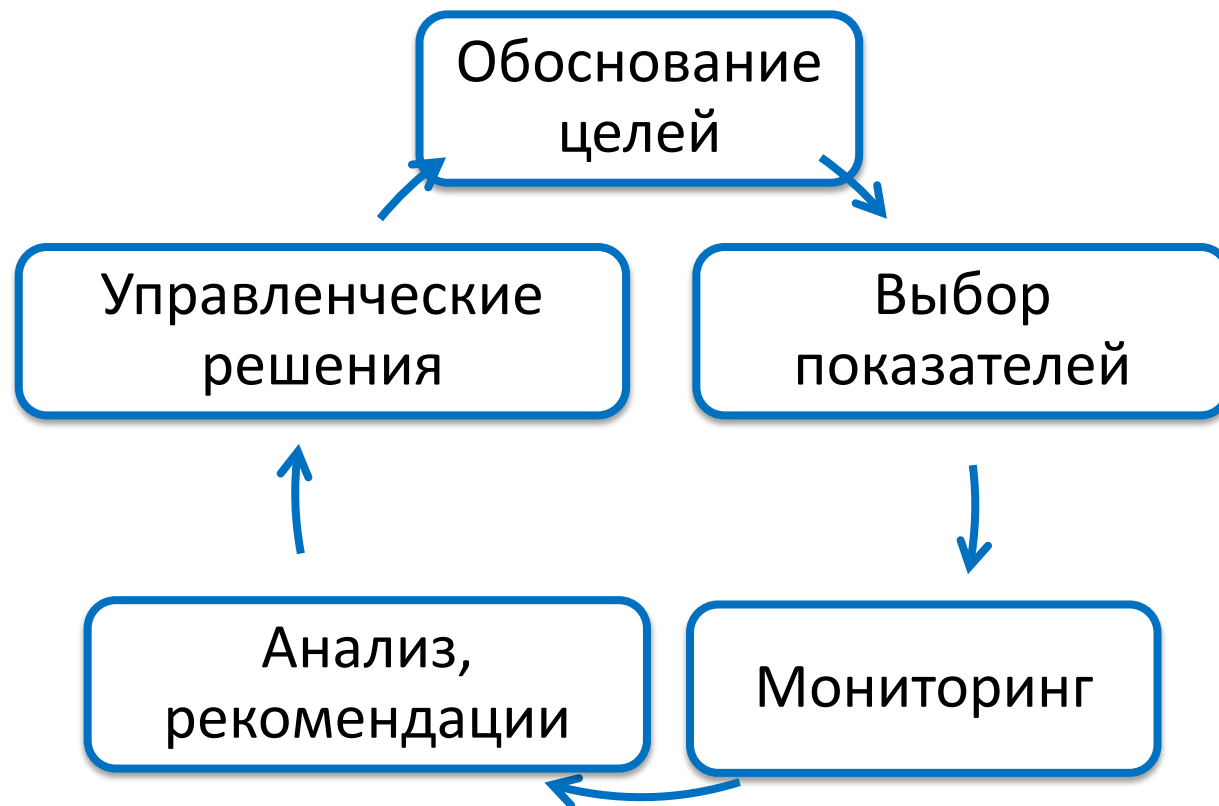 Обоснование
целей
Управленческие
решения
Выбор
показателей
Анализ,
рекомендации
Мониторинг